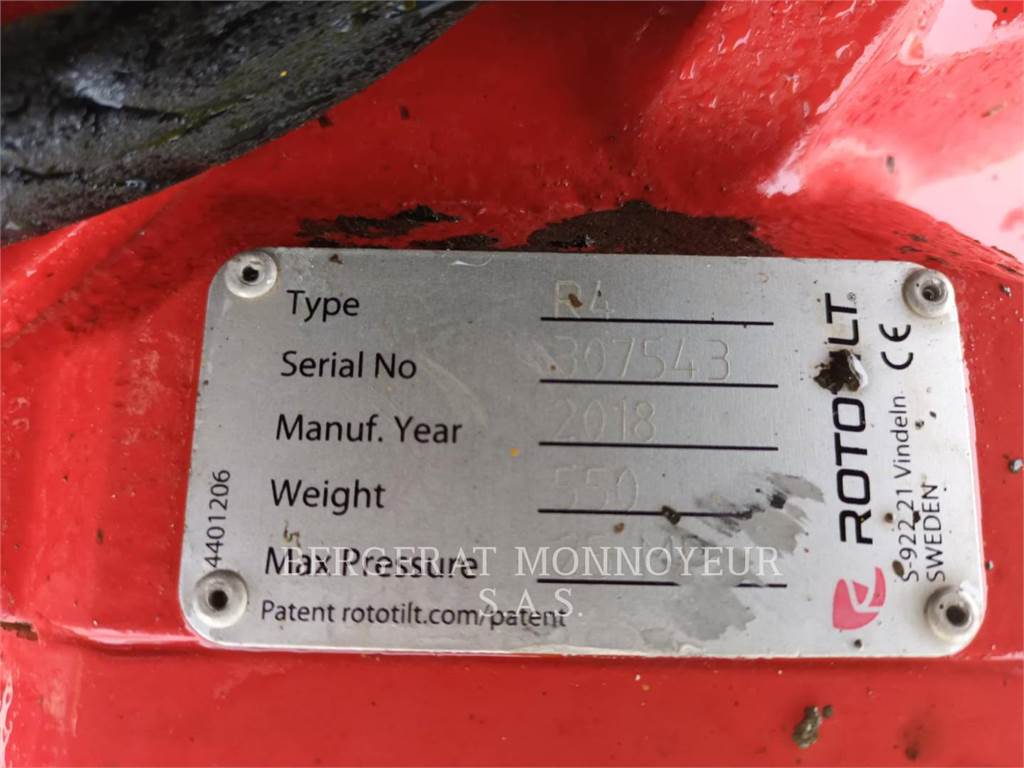 Type R4
Serial No 307543
Manuf. Year 2018
Weight 550
Max Pressure
Patent rototilt.com/patent
4401206
ROTOTILT®
S-922 21 Vindeln
SWEDEN
CE
BERGERAT MONNOYEUR
S.A.S.